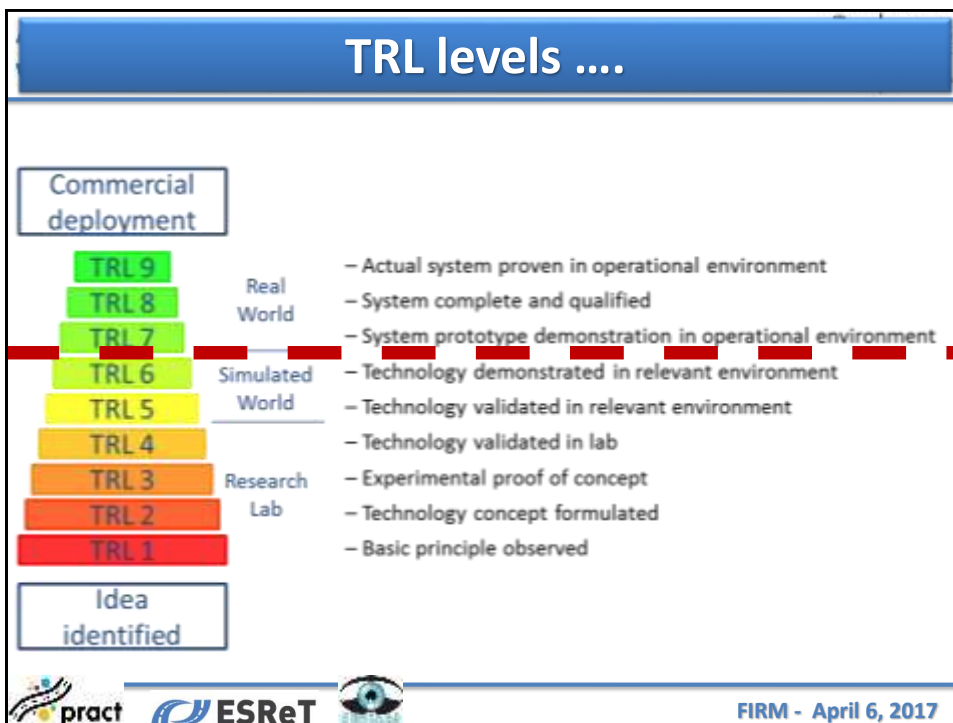 TRL levels ....
Commercial
deployment
TRL 9
– Actual system proven in operational environment
TRL 8
Real
World
– System complete and qualified
TRL 7
– System prototype demonstration in operational environment
TRL 6
Simulated
World
– Technology demonstrated in relevant environment
TRL 5
– Technology validated in relevant environment
TRL 4
– Technology validated in lab
TRL 3
Research
Lab
– Experimental proof of concept
TRL 2
– Technology concept formulated
TRL 1
– Basic principle observed
Idea
identified
pract
ESReT
FIRM - April 6, 2017